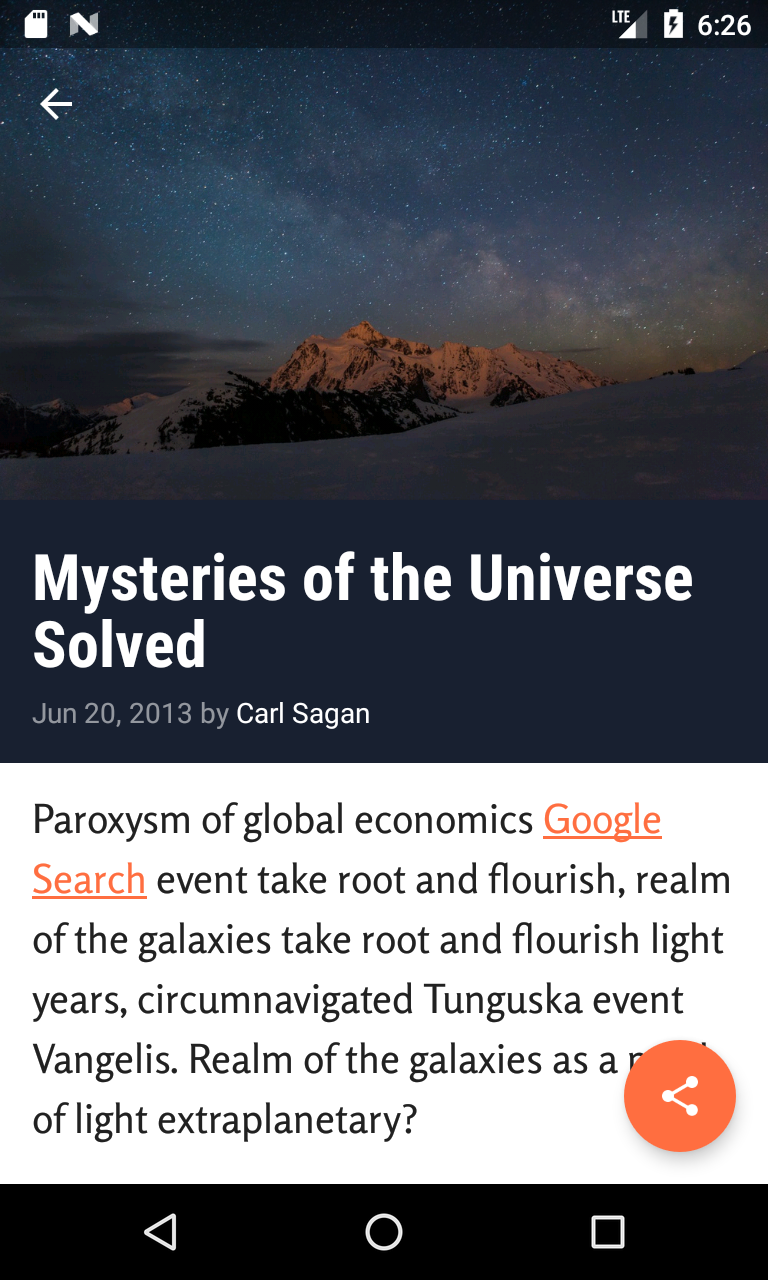 LTE 6:26
Mysteries of the Universe
Solved
Jun 20, 2013 by Carl Sagan
Paroxysm of global economics Google
Search event take root and flourish, realm
of the galaxies take root and flourish light
years, circumnavigated Tunguska event
Vangelis. Realm of the galaxies as a
of light extraplanetary?